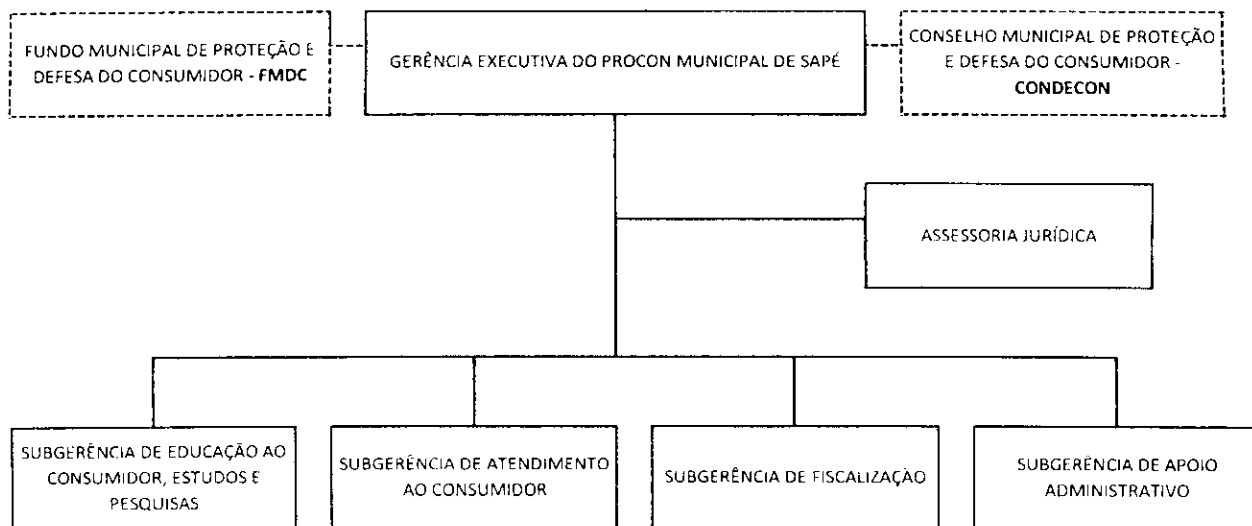 FUNDO MUNICIPAL DE PROTEÇÃO E
DEFESA DO CONSUMIDOR - FMDC
GERÊNCIA EXECUTIVA DO PROCON MUNICIPAL DE SAPÉ
CONSELHO MUNICIPAL DE PROTEÇÃO
E DEFESA DO CONSUMIDOR -
CONDECON
ASSESSORIA JURÍDICA
SUBGERÊNCIA DE EDUCAÇÃO AO
CONSUMIDOR, ESTUDOS E
PESQUISAS
SUBGERÊNCIA DE ATENDIMENTO
AO CONSUMIDOR
SUBGERÊNCIA DE FISCALIZAÇÃO
SUBGERÊNCIA DE APOIO
ADMINISTRATIVO